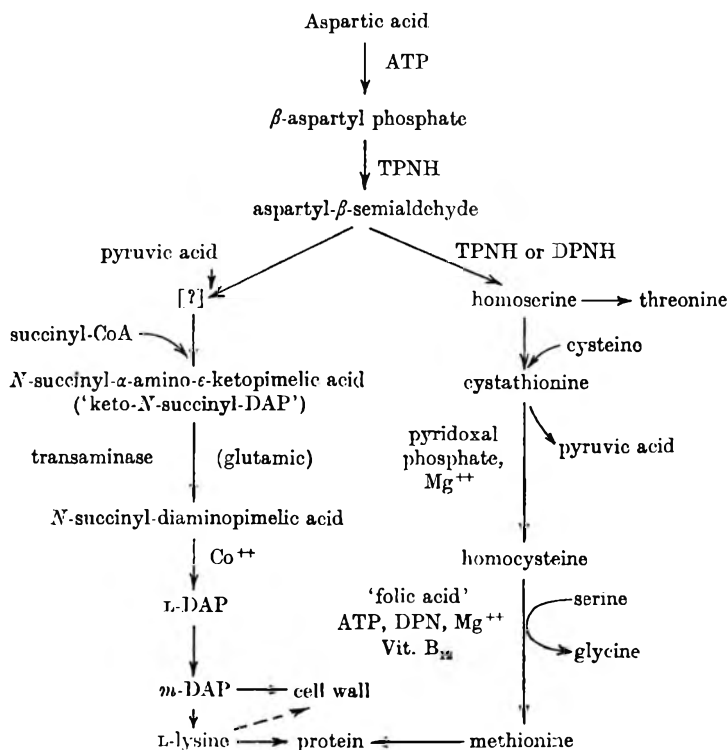 Aspartic acid
ATP
β-aspartyl phosphate
TPNH
aspartyl-β-semialdehyde
pyruvic acid
TPNH or DPNH
[?]
homoserine
threonine
succinyl-CoA
cysteino
N-succinyl-α-amino-ε-ketopimelic acid
('keto-N-succinyl-DAP')
cystathionine
transaminase
(glutamic)
pyridoxal
phosphate,
Mg++
pyruvic acid
N-succinyl-diaminopimelic acid
Co++
homocysteine
L-DAP
'folic acid'
ATP, DPN, Mg++
Vit. B12
serine
glycine
m-DAP
cell wall
L-lysino
protein
methionine